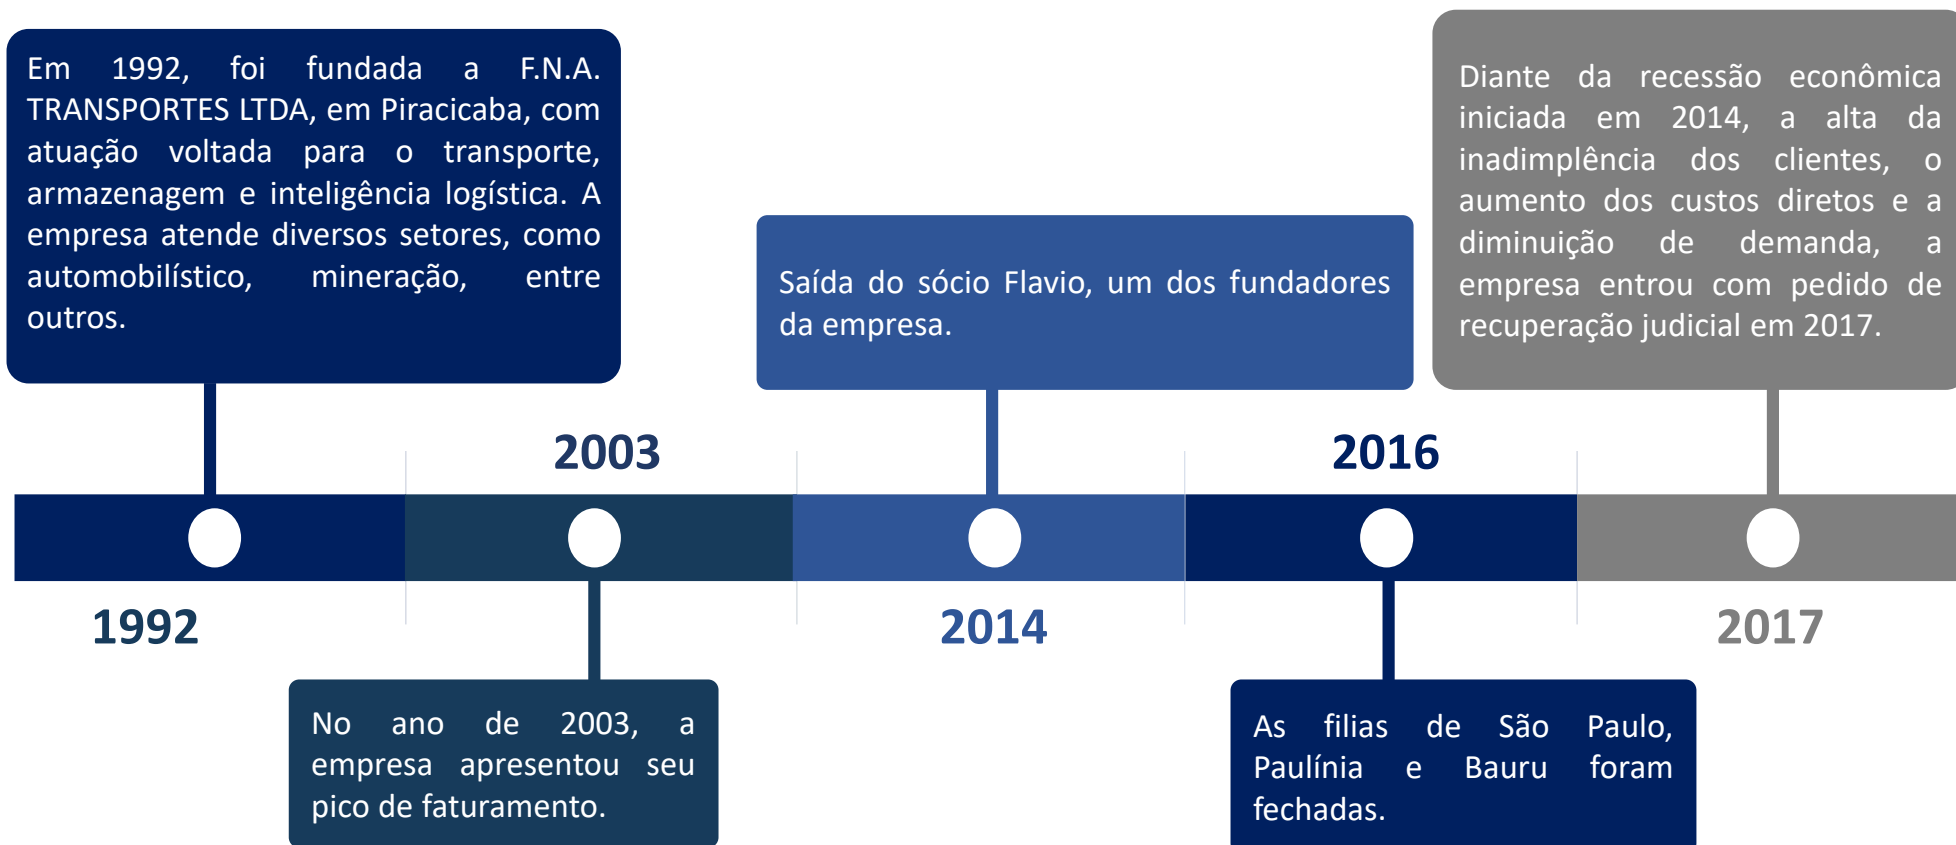 Em 1992, foi fundada a F.N.A.
TRANSPORTES LTDA, em Piracicaba, com
atuação voltada para o transporte,
armazenagem e inteligência logística. A
empresa atende diversos setores, como
automobilístico, mineração, entre
outros.
Saída do sócio Flavio, um dos fundadores
da empresa.
Diante da recessão econômica
iniciada em 2014, a alta da
inadimplência dos clientes, o
aumento dos custos diretos e a
diminuição de demanda, a
empresa entrou com pedido de
recuperação judicial em 2017.
2003
2016
1992
2014
2017
No ano de 2003, a
empresa apresentou seu
pico de faturamento.
As filias de São Paulo,
Paulínia e Bauru foram
fechadas.